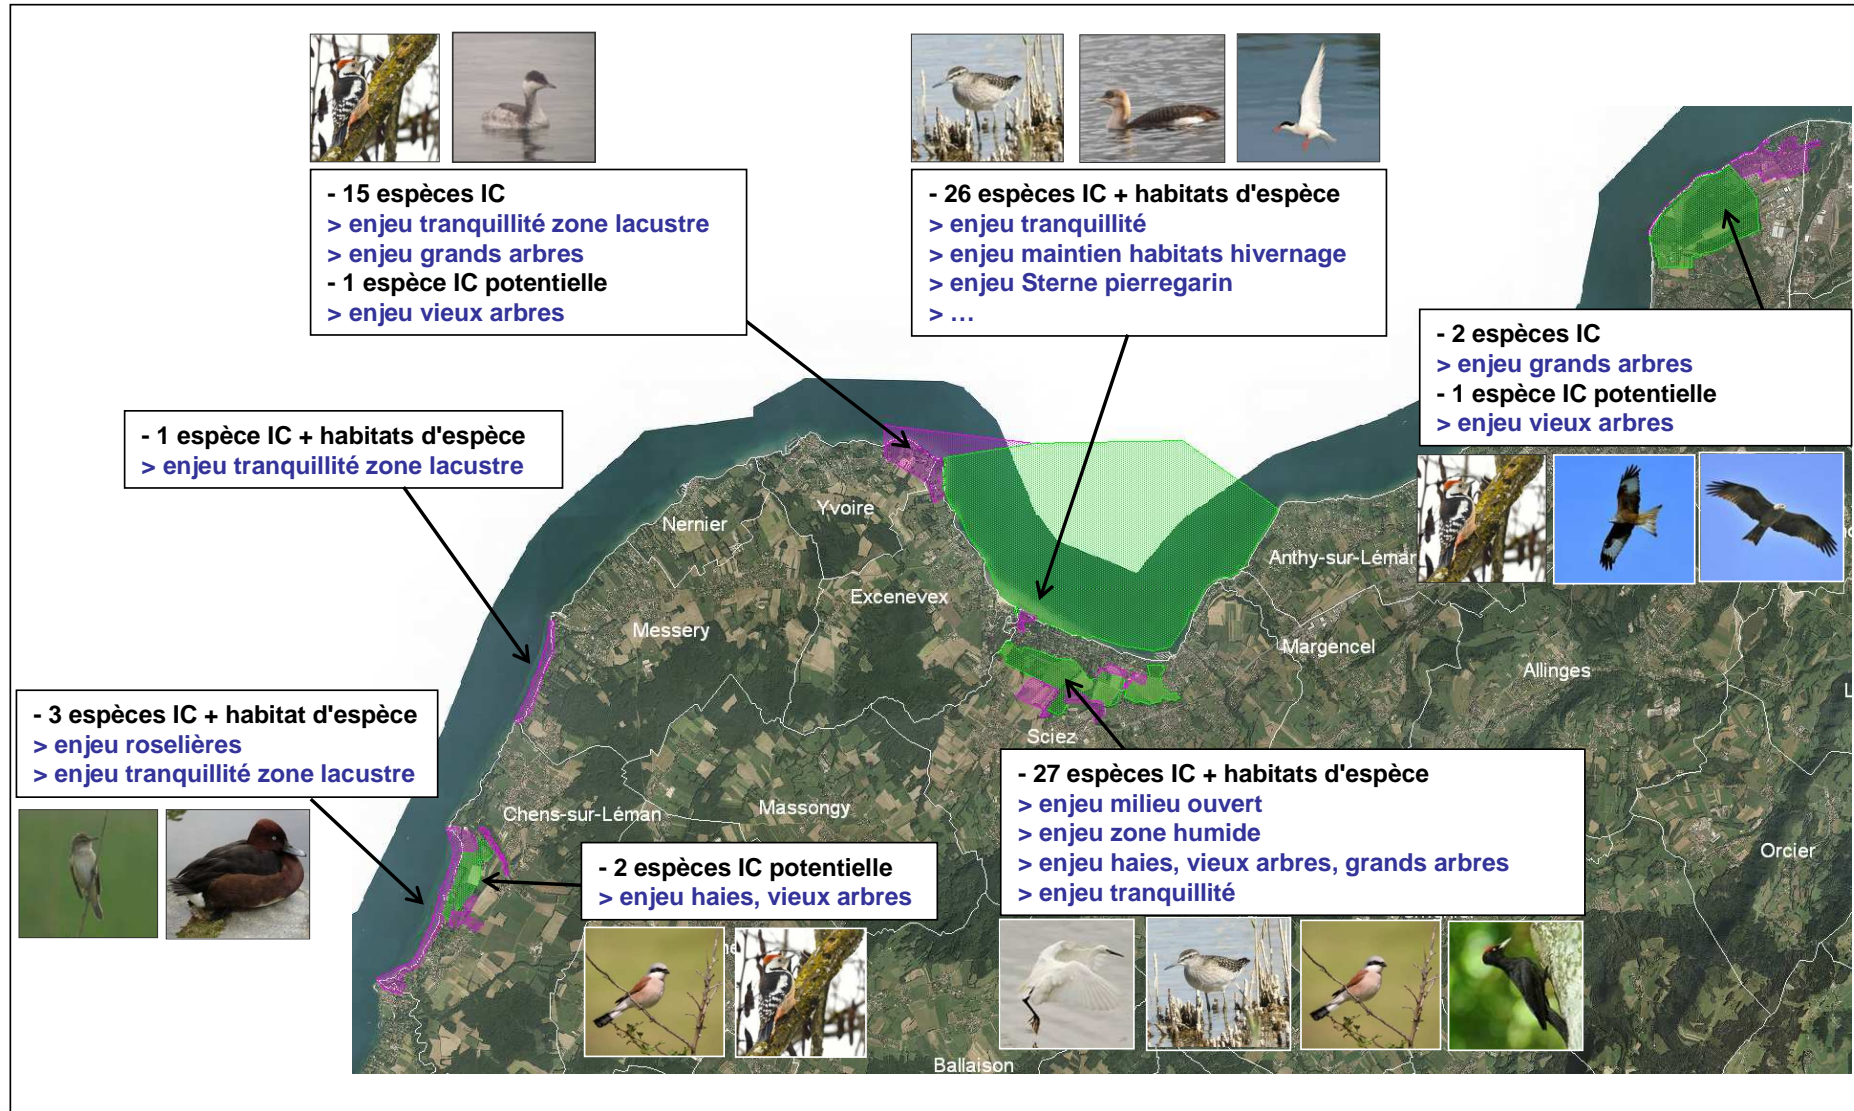 - 15 espèces IC
> enjeu tranquillité zone lacustre
> enjeu grands arbres
- 1 espèce IC potentielle
> enjeu vieux arbres
- 26 espèces IC + habitats d'espèce
> enjeu tranquillité
> enjeu maintien habitats hivernage
> enjeu Sterne pierregarin
> ...
- 2 espèces IC
> enjeu grands arbres
- 1 espèce IC potentielle
> enjeu vieux arbres
- 1 espèce IC + habitats d'espèce
> enjeu tranquillité zone lacustre
Yvoire
Nernier
Anthy-sur-Léman
Excenevex
Messery
Margencel
Allinges
- 3 espèces IC + habitat d'espèce
> enjeu roselières
> enjeu tranquillité zone lacustre
Sciez
- 27 espèces IC + habitats d'espèce
> enjeu milieu ouvert
> enjeu zone humide
> enjeu haies, vieux arbres, grands arbres
> enjeu tranquillité
Chens-sur-Léman
Massongy
- 2 espèces IC potentielle
> enjeu haies, vieux arbres
Orcier
Ballaison